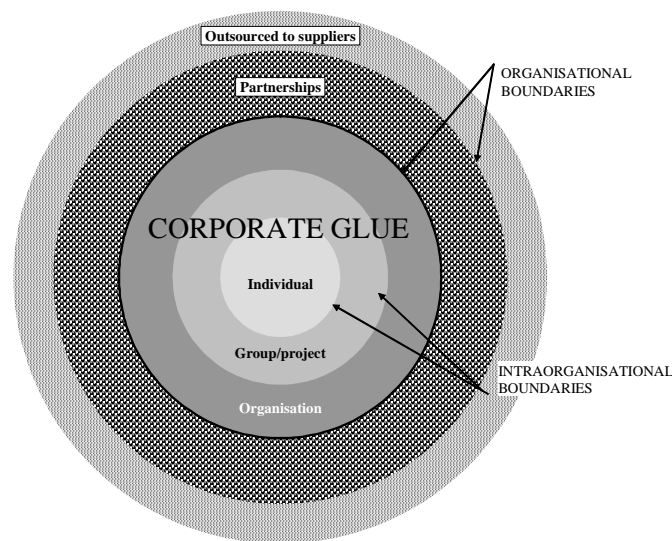 Outsourced to suppliers
Partnerships
ORGANISATIONAL
BOUNDARIES
CORPORATE GLUE
Individual
Group/project
Organisation
INTRAORGANISATIONAL
BOUNDARIES